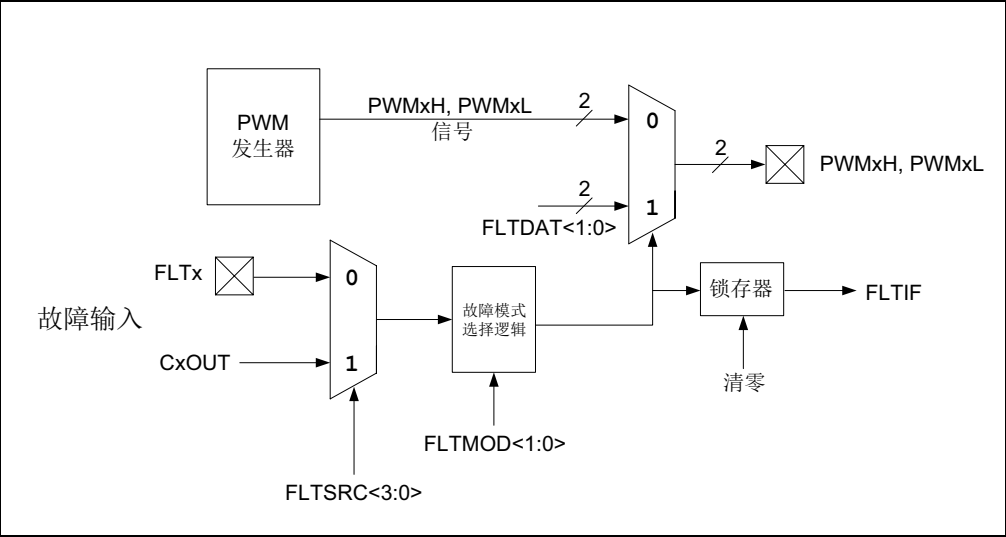 PWM
发生器
PWMxH, PWMxL
信号
2
0
2
PWMxH, PWMxL
2
1
FLTDAT<1:0>
FLTx
0
故障模式
选择逻辑
锁存器
FLTIF
故障输入
CxOUT
1
清零
FLTMOD<1:0>
FLTSRC<3:0>